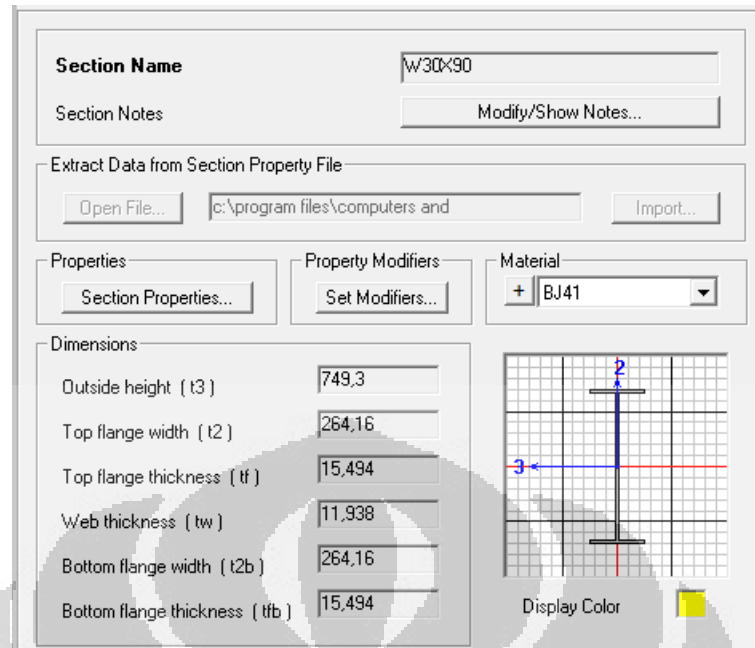 Section Name W30X90
Section Notes Modify/Show Notes...
Extract Data from Section Property File
Open File... c:\program files\computers and Import...
Properties Property Modifiers Material
Section Properties... Set Modifiers... + BJ41
Dimensions
Outside height ( t3 ) 749,3
Top flange width ( t2 ) 264,16
Top flange thickness ( tf ) 15,494
Web thickness ( tw ) 11,938
Bottom flange width ( t2b ) 264,16
Bottom flange thickness ( tfb ) 15,494
2
3
Display Color